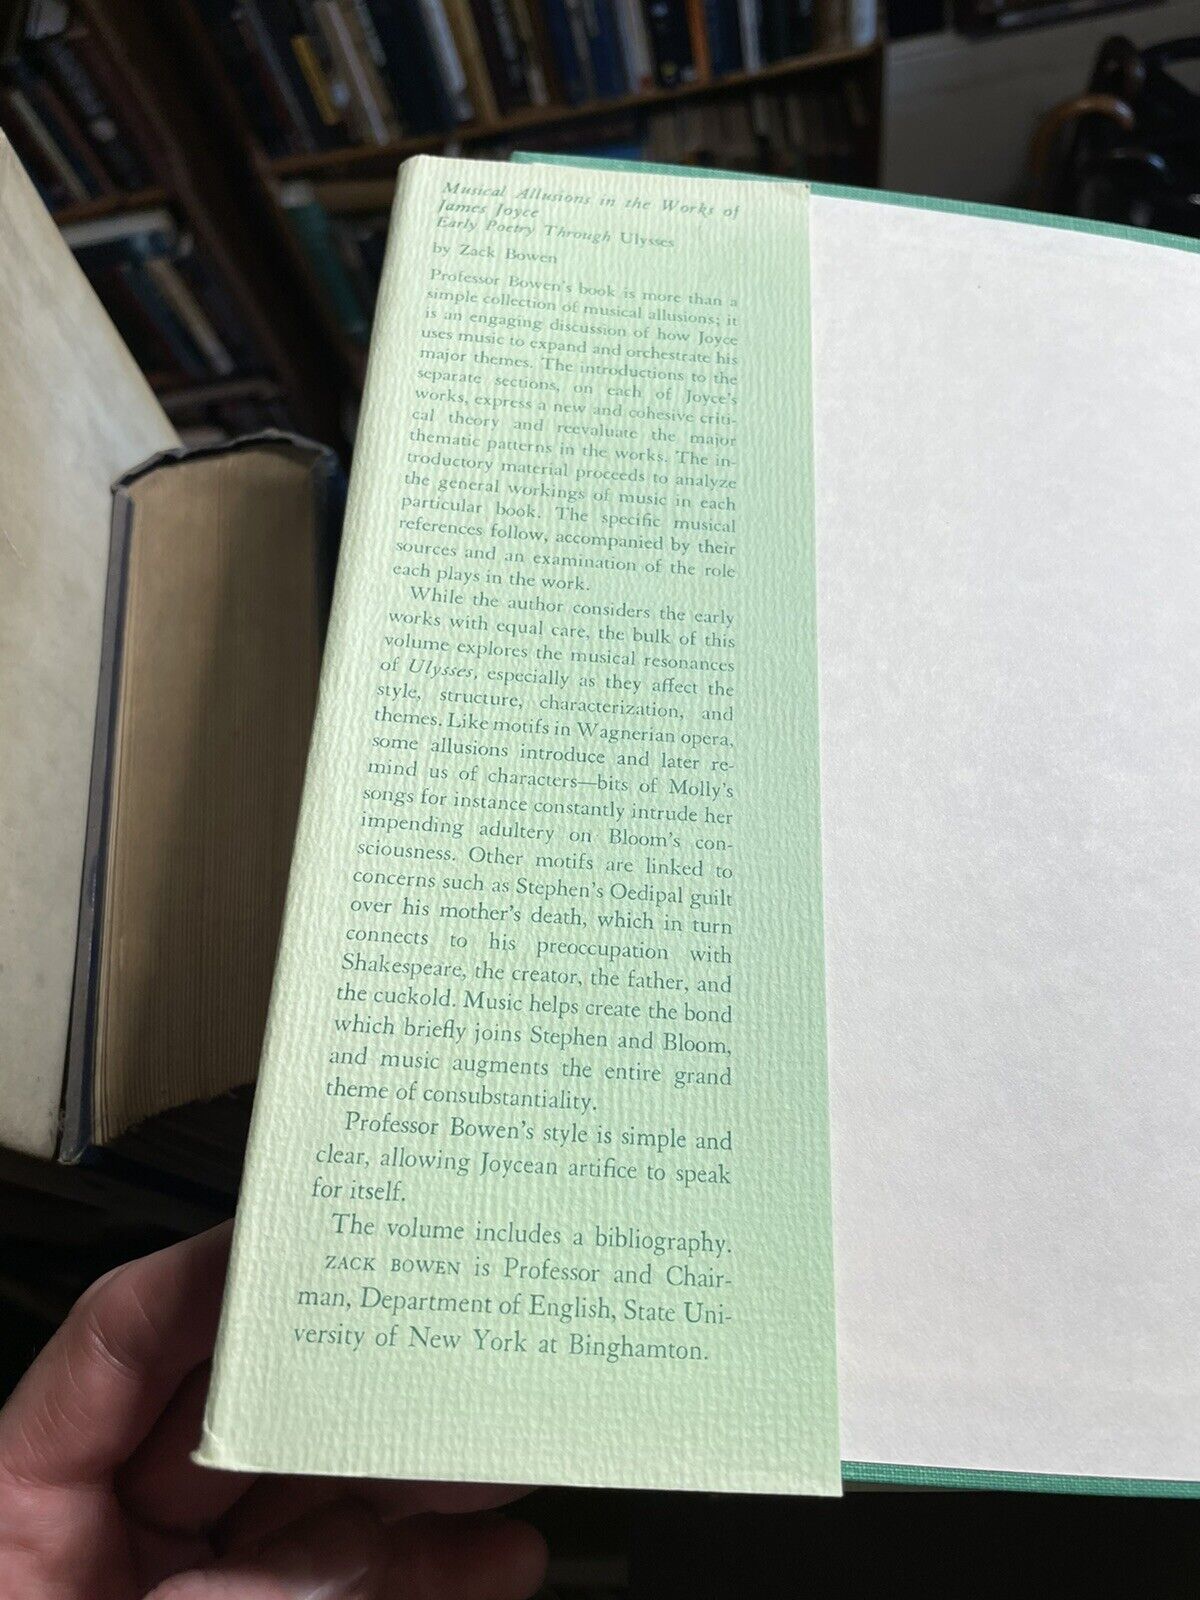 Musical Allusions in the Works of
James Joyce
Early Poetry Through Ulysses
by Zack Bowen
Professor Bowen's book is more than a
simple collection of musical allusions; it
is an engaging discussion of how Joyce
uses music to expand and orchestrate his
major themes. The introductions to the
separate sections, on each of Joyce's
works, express a new and cohesive criti-
cal theory and reevaluate the major
thematic patterns in the works. The in-
troductory material proceeds to analyze
the general workings of music in each
particular book. The specific musical
references follow, accompanied by their
sources and an examination of the role
each plays in the work.
While the author considers the early
works with equal care, the bulk of this
volume explores the musical resonances
of Ulysses, especially as they affect the
style, structure, characterization, and
themes. Like motifs in Wagnerian opera,
some allusions introduce and later re-
mind us of characters—bits of Molly's
songs for instance constantly intrude her
impending adultery on Bloom's con-
sciousness. Other motifs are linked to
concerns such as Stephen's Oedipal guilt
over his mother's death, which in turn
connects to his preoccupation with
Shakespeare, the creator, the father, and
the cuckold. Music helps create the bond
which briefly joins Stephen and Bloom,
and music augments the entire grand
theme of consubstantiality.
Professor Bowen's style is simple and
clear, allowing Joycean artifice to speak
for itself.
The volume includes a bibliography.
ZACK BOWEN is Professor and Chair-
man, Department of English, State Uni-
versity of New York at Binghamton.